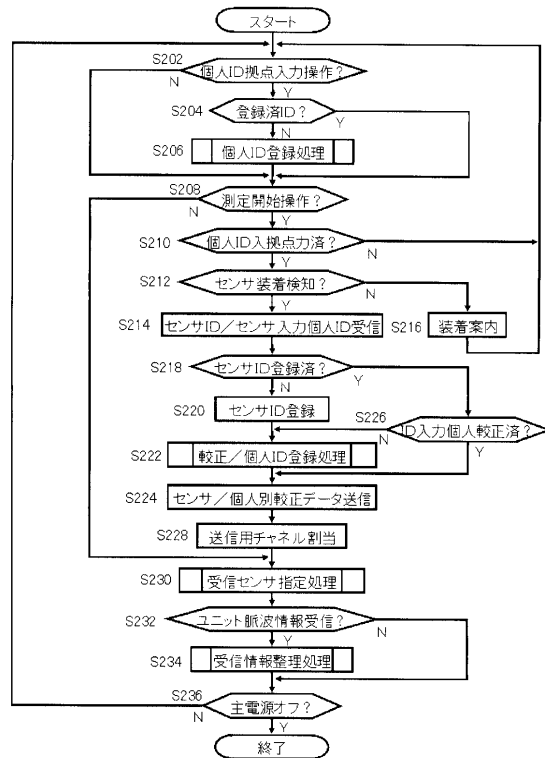 スタート
S202
個人ID拠点入力操作?
N
Y
S204
登録済ID?
Y
N
S206
個人ID登録処理
S208
測定開始操作?
N
Y
S210
個人ID入拠点力済?
N
Y
S212
センサ装着検知?
N
Y
S214
センサID/センサ入力個人ID受信
S216
装着案内
S218
センサID登録済?
Y
N
S220
センサID登録
S226
ID入力個人較正済?
N
Y
S222
較正/個人ID登録処理
S224
センサ/個人別較正データ送信
S228
送信用チャネル割当
S230
受信センサ指定処理
S232
ユニット脈波情報受信?
N
Y
S234
受信情報整理処理
S236
主電源オフ?
N
Y
終了